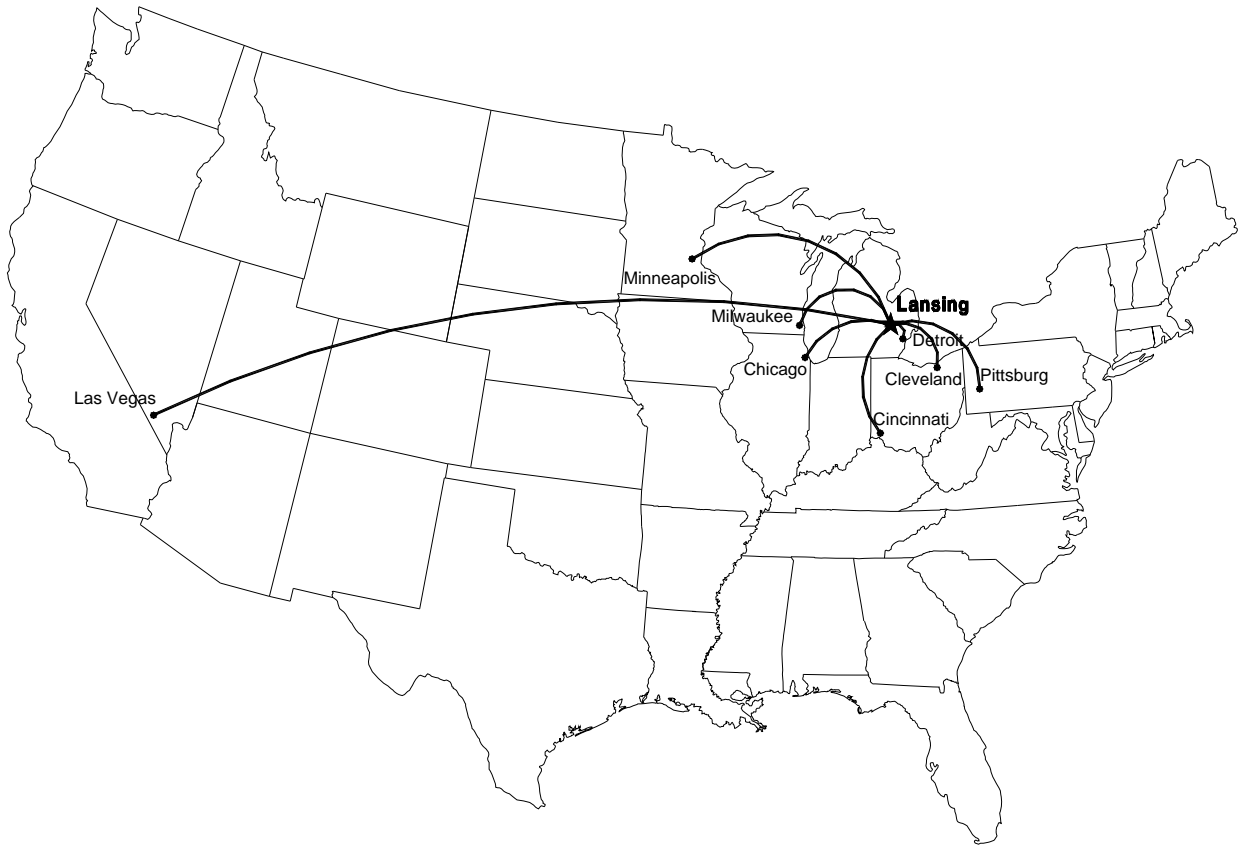 Minneapolis
Lansing
Milwaukee
Detroit
Chicago
Cleveland
Pittsburg
Las Vegas
Cincinnati